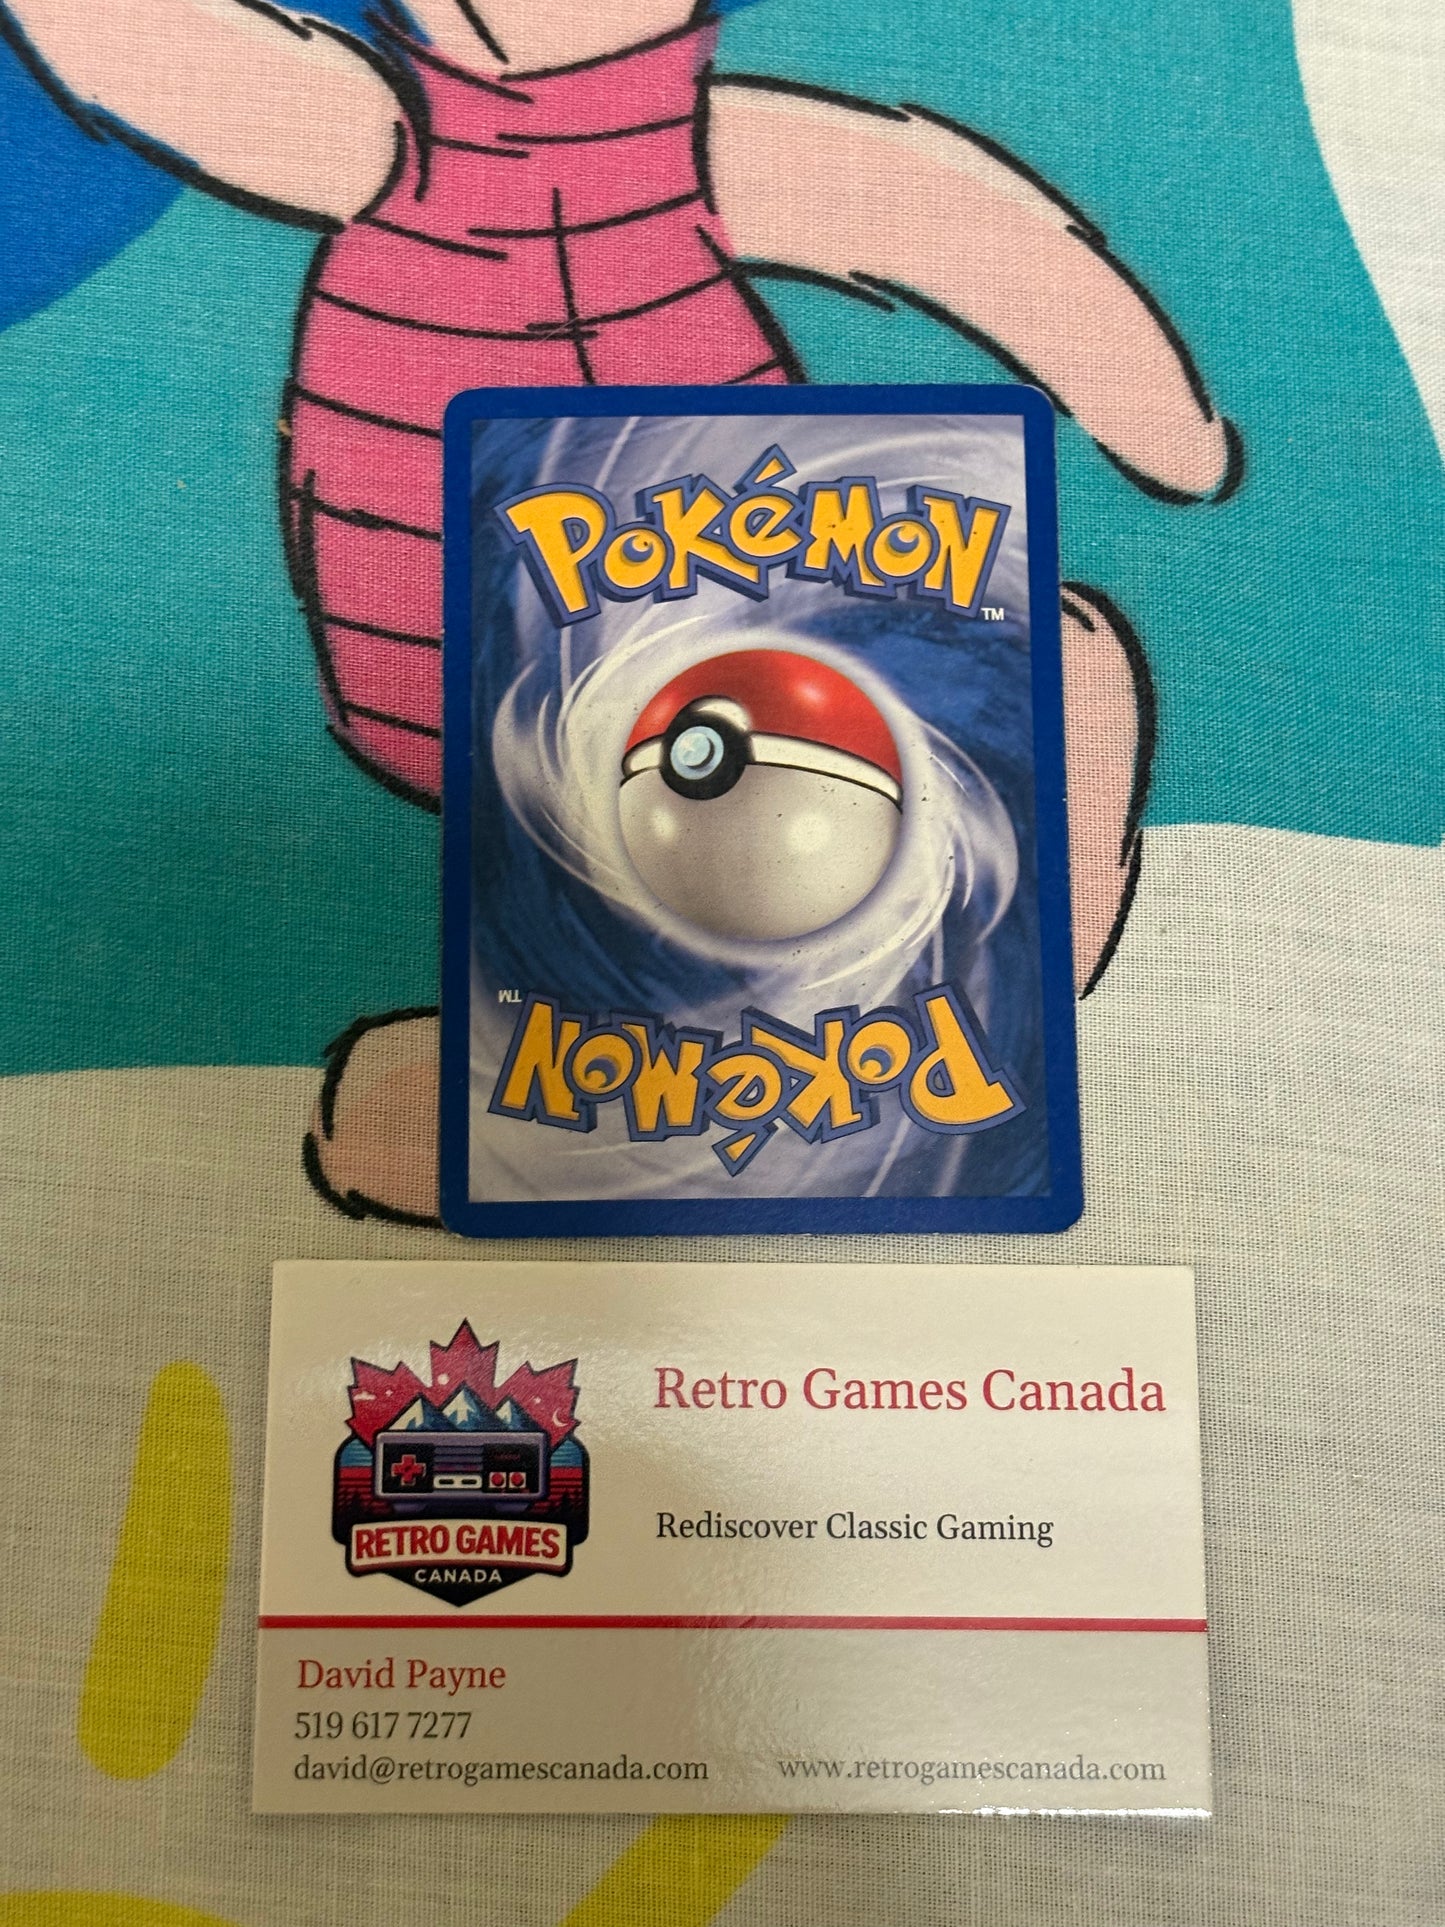 Pokémon
TM
TM
Pokémon
Retro Games Canada
Rediscover Classic Gaming
RETRO GAMES
CANADA
David Payne
519 617 7277
david@retrogamescanada.com www.retrogamescanada.com